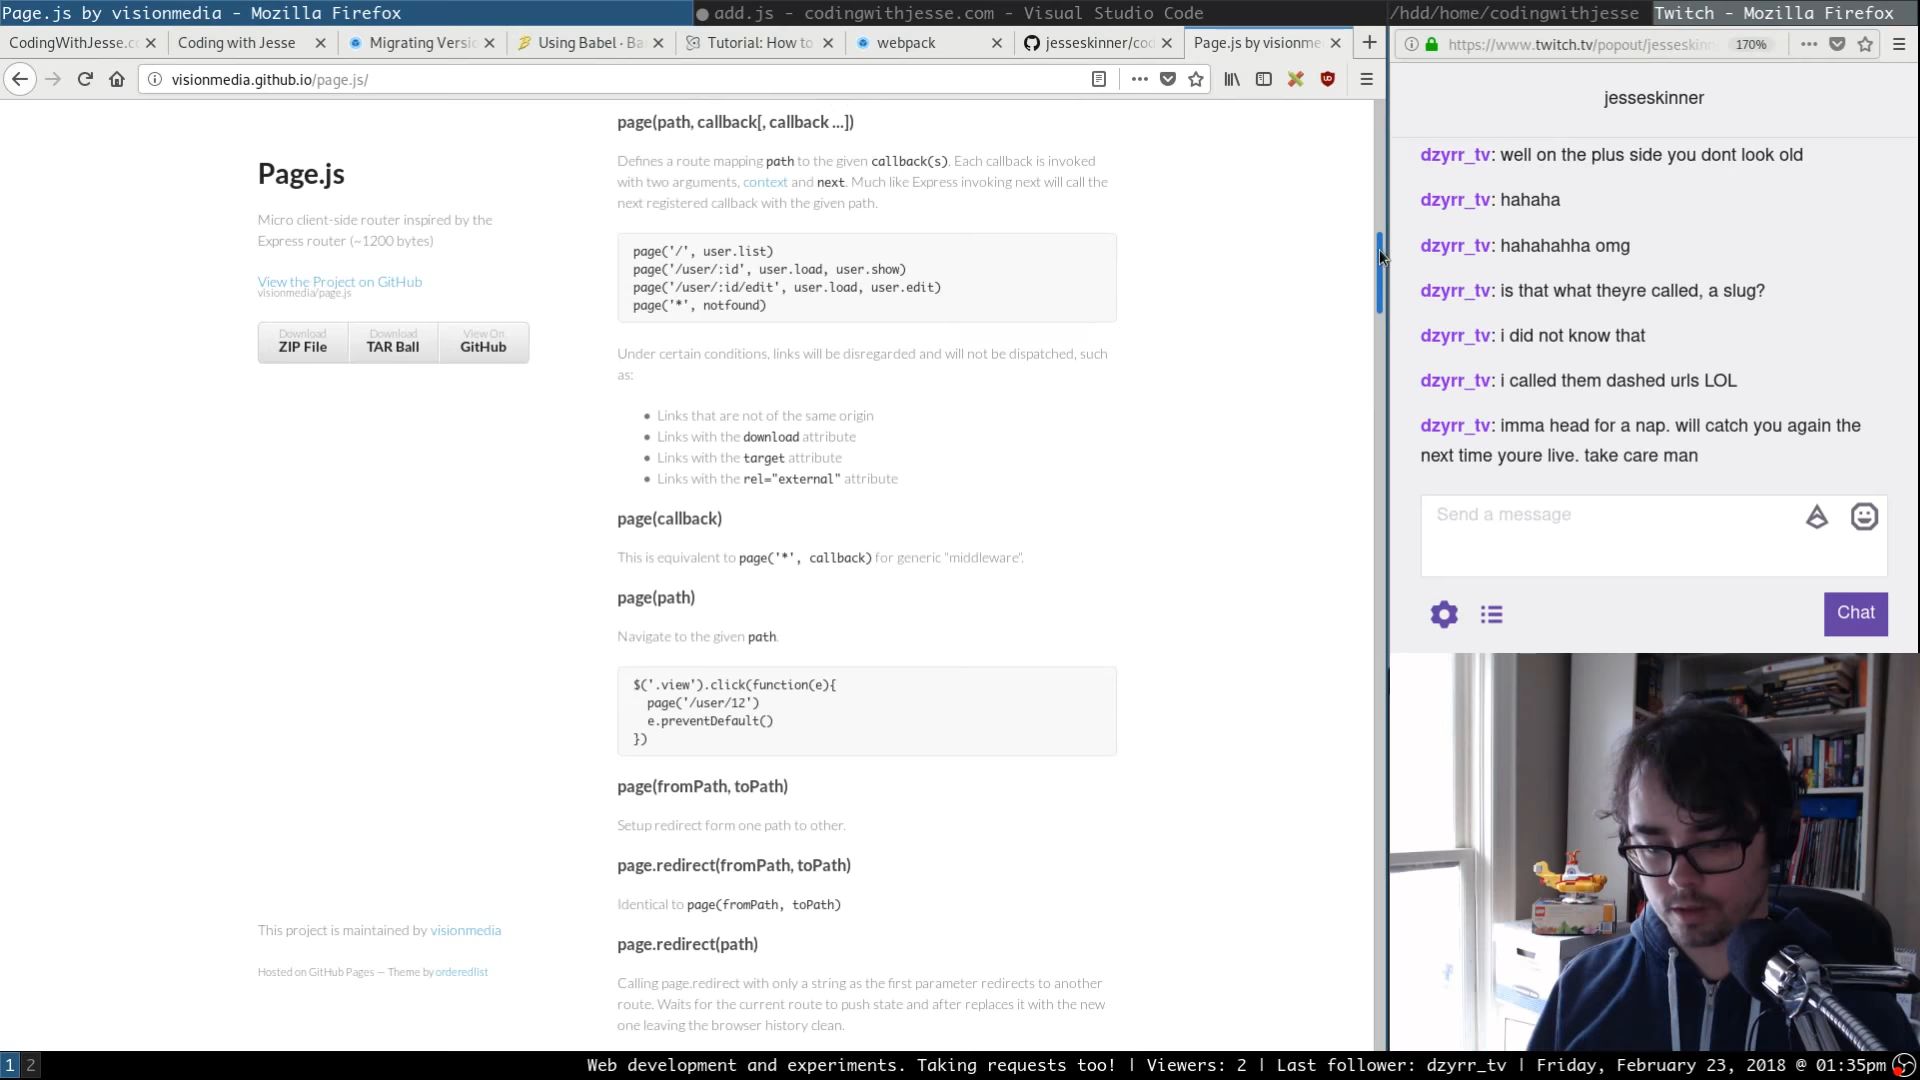 Page.js by visionmedia - Mozilla Firefox
add.js - codingwithjesse.com - Visual Studio Code
/hdd/home/codingwithjesse
Twitch - Mozilla Firefox
CodingWithJesse.c
Coding with Jesse
Migrating Versio
Using Babel · Ba
Tutorial: How to
webpack
jesseskinner/cod
Page.js by visionme
visionmedia.github.io/page.js/
https://www.twitch.tv/popout/jesseskinn
170%
Page.js
Micro client-side router inspired by the
Express router (~1200 bytes)
View the Project on GitHub
visionmedia/page.js
Download
ZIP File
Download
TAR Ball
View On
GitHub
This project is maintained by visionmedia
Hosted on GitHub Pages — Theme by orderedlist
page(path, callback[, callback ...])
Defines a route mapping path to the given callback(s). Each callback is invoked
with two arguments, context and next. Much like Express invoking next will call the
next registered callback with the given path.
page('/', user.list)
page('/user/:id', user.load, user.show)
page('/user/:id/edit', user.load, user.edit)
page('*', notfound)
Under certain conditions, links will be disregarded and will not be dispatched, such
as:
• Links that are not of the same origin
• Links with the download attribute
• Links with the target attribute
• Links with the rel="external" attribute
page(callback)
This is equivalent to page('*', callback) for generic "middleware".
page(path)
Navigate to the given path.
$('.view').click(function(e){
page('/user/12')
e.preventDefault()
})
page(fromPath, toPath)
Setup redirect form one path to other.
page.redirect(fromPath, toPath)
Identical to page(fromPath, toPath)
page.redirect(path)
Calling page.redirect with only a string as the first parameter redirects to another
route. Waits for the current route to push state and after replaces it with the new
one leaving the browser history clean.
jesseskinner
dzyrr_tv: well on the plus side you dont look old
dzyrr_tv: hahaha
dzyrr_tv: hahahahha omg
dzyrr_tv: is that what theyre called, a slug?
dzyrr_tv: i did not know that
dzyrr_tv: i called them dashed urls LOL
dzyrr_tv: imma head for a nap. will catch you again the
next time youre live. take care man
Send a message
Chat
1 2
Web development and experiments. Taking requests too! | Viewers: 2 | Last follower: dzyrr_tv | Friday, February 23, 2018 @ 01:35pm